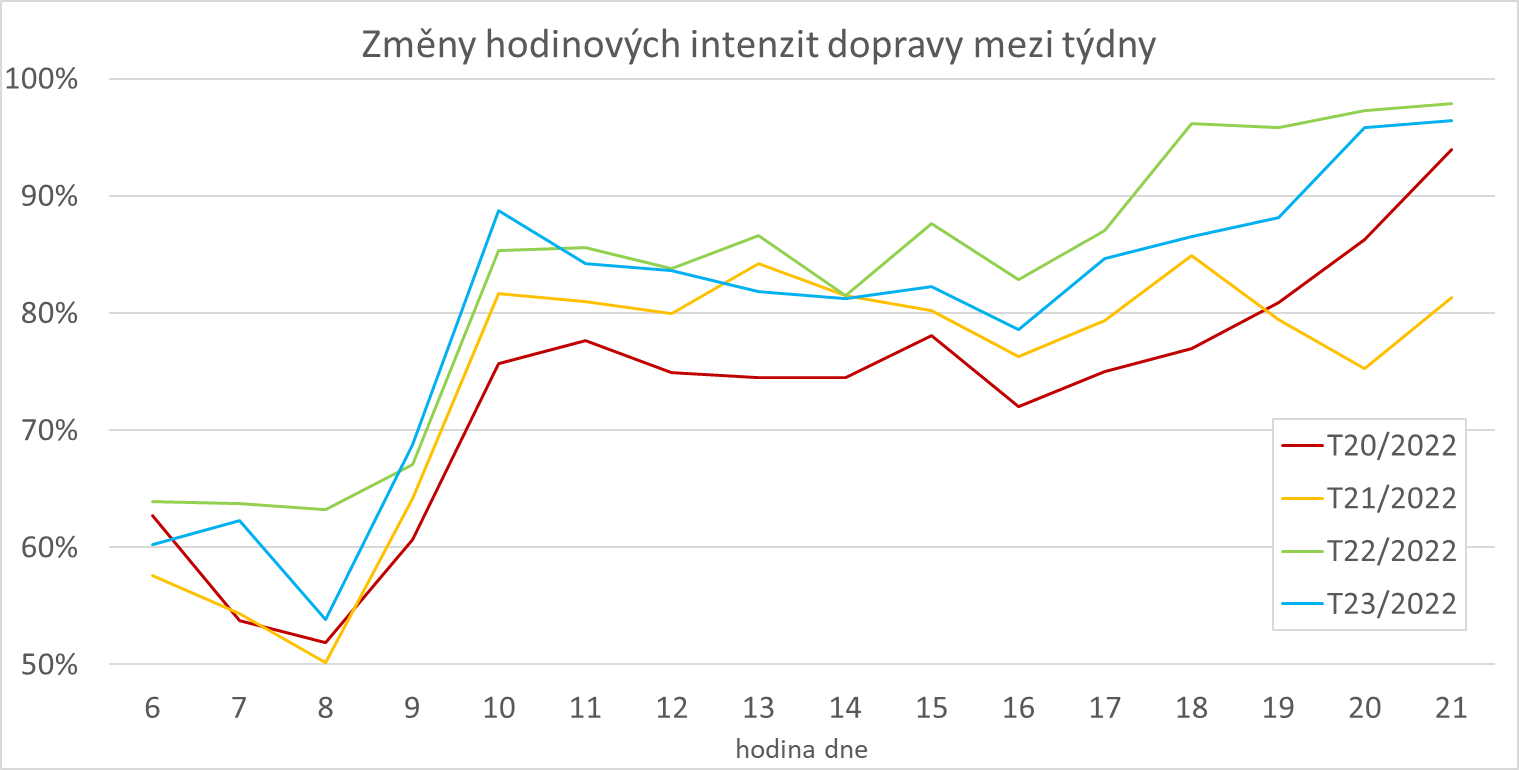 Změny hodinových intenzit dopravy mezi týdny
100%
90%
80%
70%
60%
50%
T20/2022
T21/2022
T22/2022
T23/2022
6 7 8 9 10 11 12 13 14 15 16 17 18 19 20 21
hodina dne